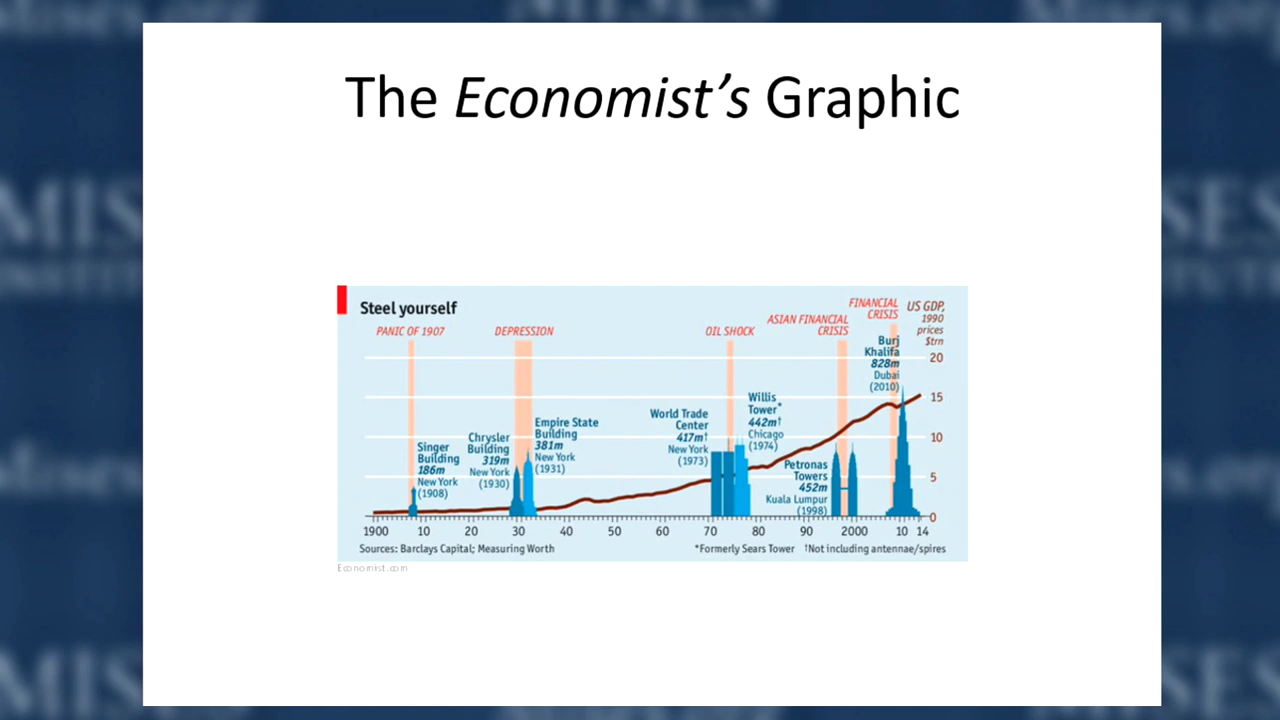 The Economist's Graphic
Steel yourself
PANIC OF 1907
DEPRESSION
OIL SHOCK
ASIAN FINANCIAL
CRISIS
FINANCIAL
CRISIS
US GDP,
1990
prices
$trn
20
15
10
5
0
Singer
Building
186m
New York
(1908)
Chrysler
Building
319m
New York
(1930)
Empire State
Building
381m
New York
(1931)
World Trade
Center
417m†
New York
(1973)
Willis
Tower*
442m†
Chicago
(1974)
Petronas
Towers
452m
Kuala Lumpur
(1998)
Burj
Khalifa
828m
Dubai
(2010)
1900 10 20 30 40 50 60 70 80 90 2000 10 14
Sources: Barclays Capital; Measuring Worth
*Formerly Sears Tower †Not including antennae/spires
Economist.com